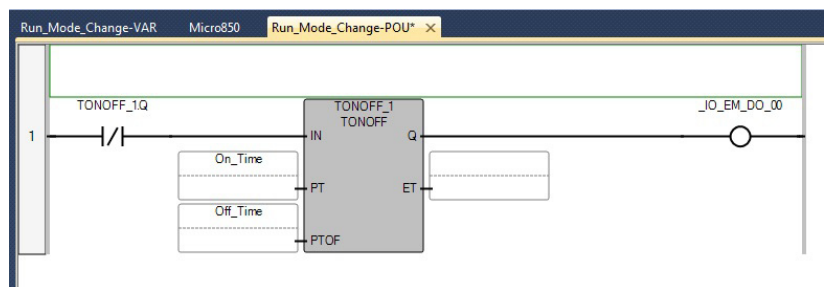 Run_Mode_Change-VAR Micro850 Run_Mode_Change-POU* ×
TONOFF_1.Q TONOFF_1 _IO_EM_DO_00
TONOFF
1 IN Q
On_Time
PT ET
Off_Time
PTOF